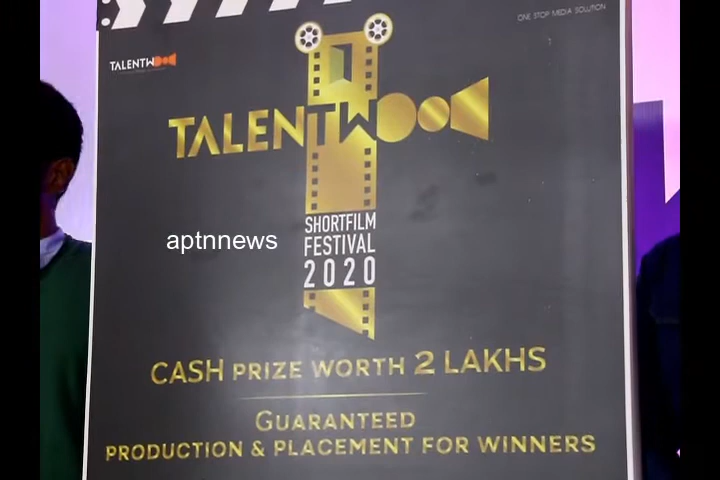 ONE STOP MEDIA SOLUTION
TALENTWOOD
TALENTWOOD
aptnnews
SHORTFILM
FESTIVAL
2020
CASH PRIZE WORTH 2 LAKHS
GUARANTEED
PRODUCTION & PLACEMENT FOR WINNERS